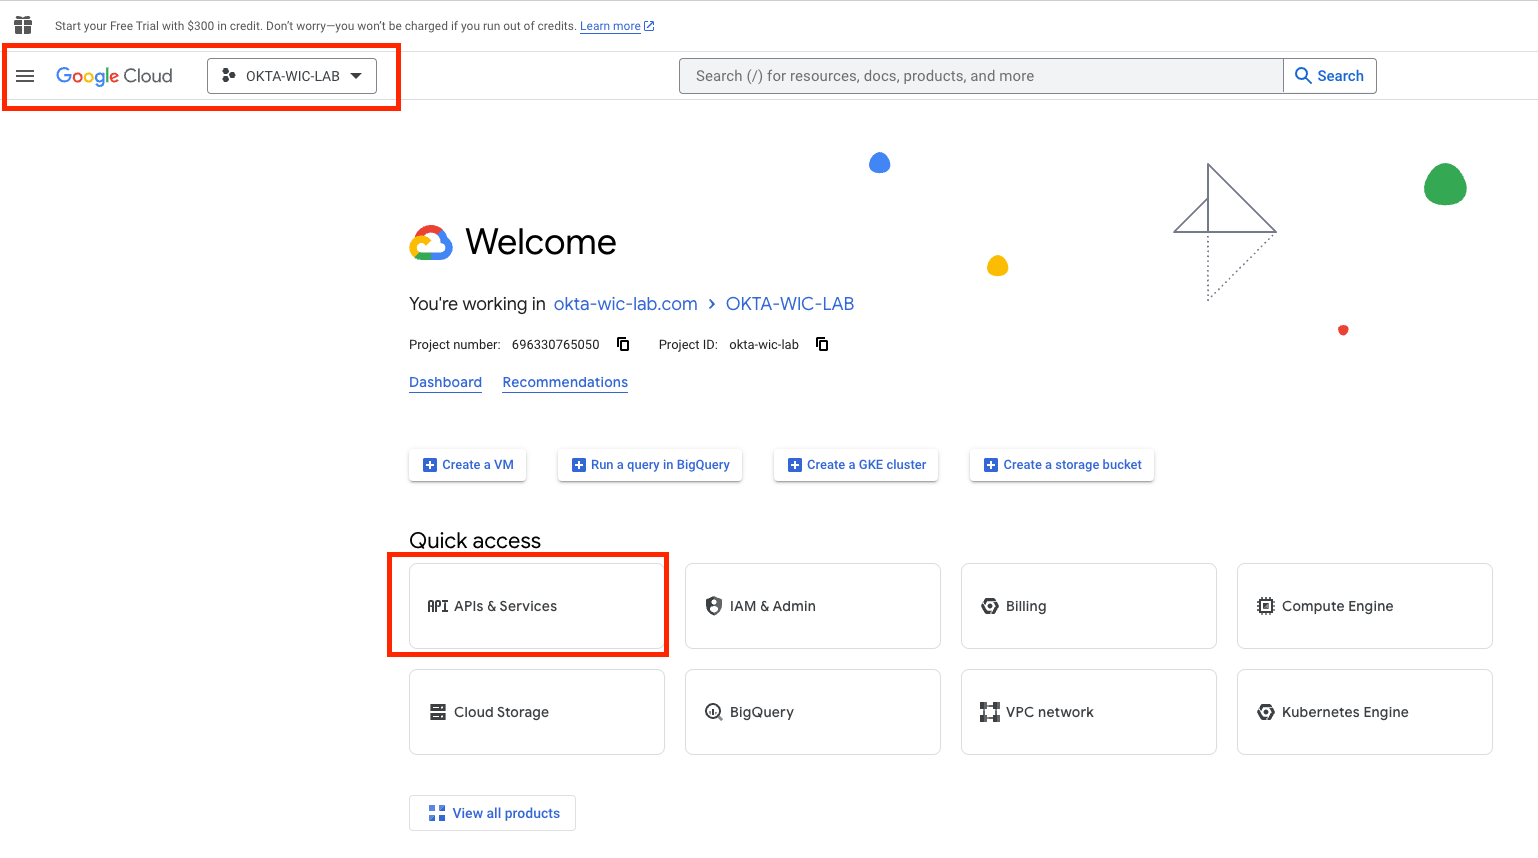 Start your Free Trial with $300 in credit. Don’t worry—you won’t be charged if you run out of credits. Learn more
Google Cloud
OKTA-WIC-LAB
Search (/) for resources, docs, products, and more
Search
Welcome
You're working in okta-wic-lab.com > OKTA-WIC-LAB
Project number: 696330765050 Project ID: okta-wic-lab
Dashboard Recommendations
Create a VM Run a query in BigQuery Create a GKE cluster Create a storage bucket
Quick access
API APIs & Services IAM & Admin Billing Compute Engine
Cloud Storage BigQuery VPC network Kubernetes Engine
View all products